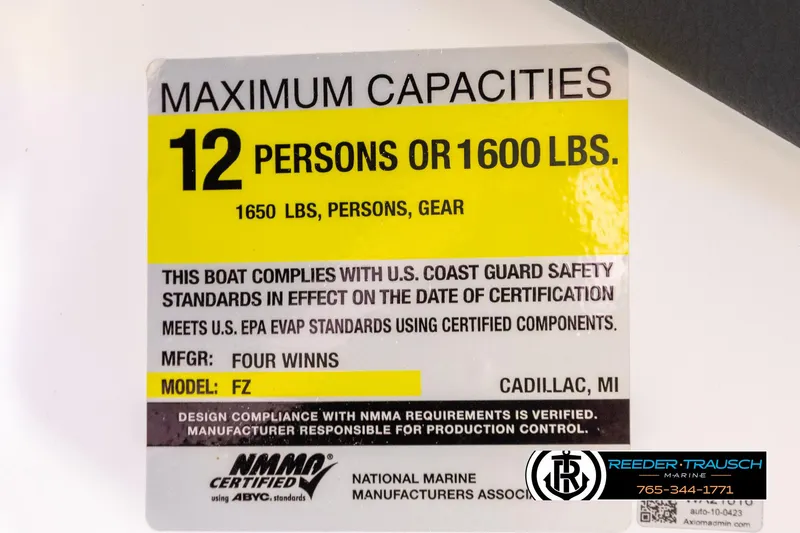 MAXIMUM CAPACITIES
12 PERSONS OR 1600 LBS.
1650 LBS, PERSONS, GEAR
THIS BOAT COMPLIES WITH U.S. COAST GUARD SAFETY
STANDARDS IN EFFECT ON THE DATE OF CERTIFICATION
MEETS U.S. EPA EVAP STANDARDS USING CERTIFIED COMPONENTS.
MFGR: FOUR WINNS
MODEL: FZ CADILLAC, MI
DESIGN COMPLIANCE WITH NMMA REQUIREMENTS IS VERIFIED.
MANUFACTURER RESPONSIBLE FOR PRODUCTION CONTROL.
NMMA®
CERTIFIED
using ABYC. standards
NATIONAL MARINE
MANUFACTURERS
REEDER·TRAUSCH
MARINE
765-344-1771
auto-10-0423
Axiomadmin.com